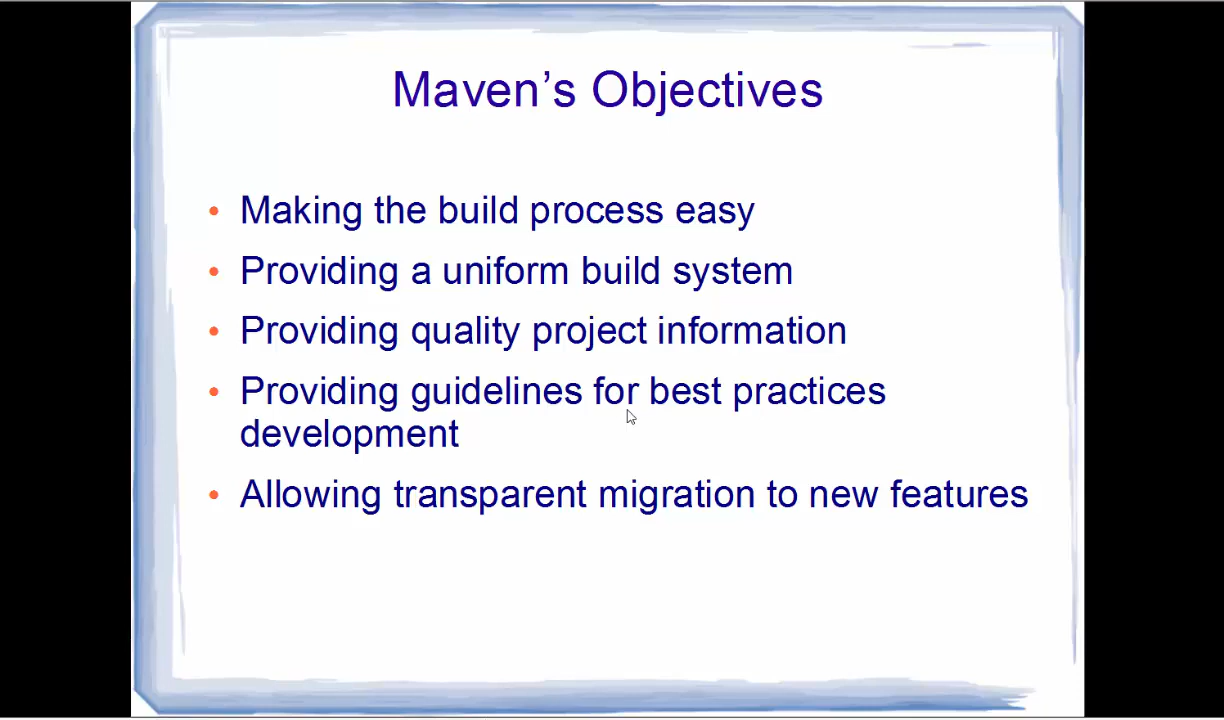 Maven’s Objectives
• Making the build process easy
• Providing a uniform build system
• Providing quality project information
• Providing guidelines for best practices
development
• Allowing transparent migration to new features